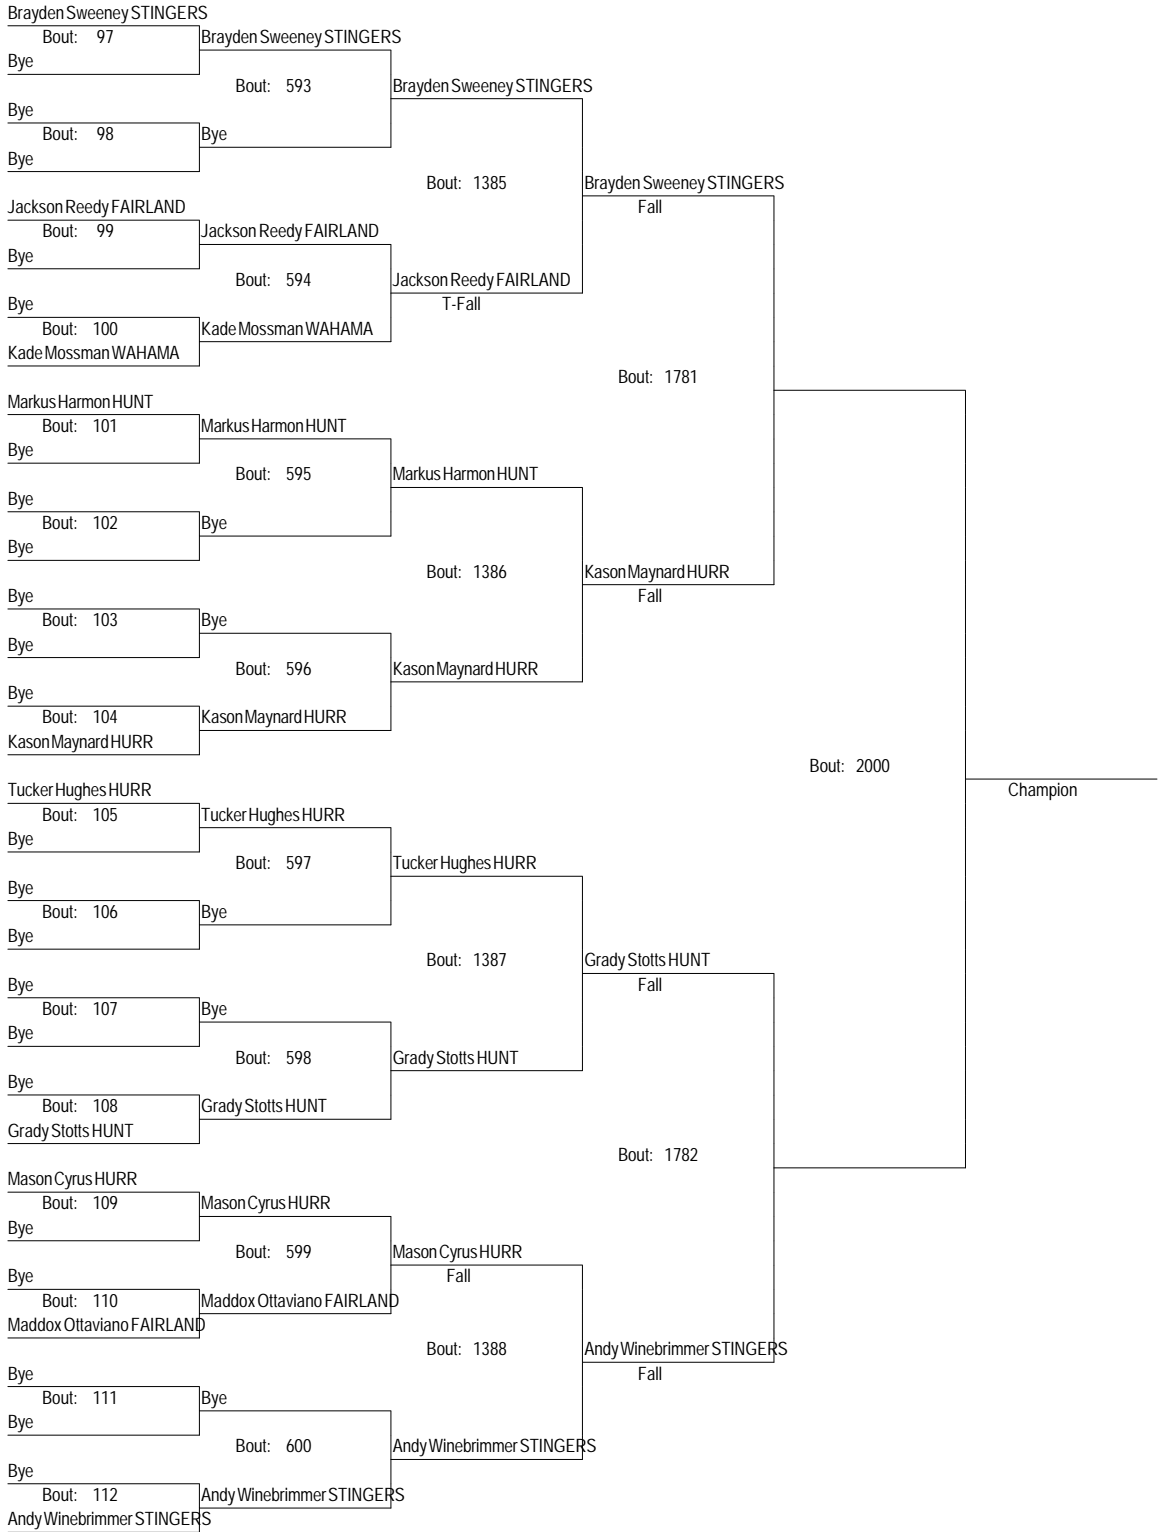 Brayden Sweeney STINGERS
Bout: 97
Brayden Sweeney STINGERS
Bye
Bout: 593
Brayden Sweeney STINGERS
Bye
Bout: 98
Bye
Bye
Bout: 1385
Brayden Sweeney STINGERS
Fall
Jackson Reedy FAIRLAND
Bout: 99
Jackson Reedy FAIRLAND
Bye
Bout: 594
Jackson Reedy FAIRLAND
T-Fall
Bye
Bout: 100
Kade Mossman WAHAMA
Kade Mossman WAHAMA
Bout: 1781
Markus Harmon HUNT
Bout: 101
Markus Harmon HUNT
Bye
Bout: 595
Markus Harmon HUNT
Bye
Bout: 102
Bye
Bye
Bout: 1386
Kason Maynard HURR
Fall
Bye
Bout: 103
Bye
Bye
Bout: 596
Kason Maynard HURR
Bye
Bout: 104
Kason Maynard HURR
Kason Maynard HURR
Bout: 2000
Champion
Tucker Hughes HURR
Bout: 105
Tucker Hughes HURR
Bye
Bout: 597
Tucker Hughes HURR
Bye
Bout: 106
Bye
Bye
Bout: 1387
Grady Stotts HUNT
Fall
Bye
Bout: 107
Bye
Bye
Bout: 598
Grady Stotts HUNT
Bye
Bout: 108
Grady Stotts HUNT
Grady Stotts HUNT
Bout: 1782
Mason Cyrus HURR
Bout: 109
Mason Cyrus HURR
Bye
Bout: 599
Mason Cyrus HURR
Fall
Bye
Bout: 110
Maddox Ottaviano FAIRLAND
Maddox Ottaviano FAIRLAND
Bout: 1388
Andy Winebrimmer STINGERS
Fall
Bye
Bout: 111
Bye
Bye
Bout: 600
Andy Winebrimmer STINGERS
Bye
Bout: 112
Andy Winebrimmer STINGERS
Andy Winebrimmer STINGERS